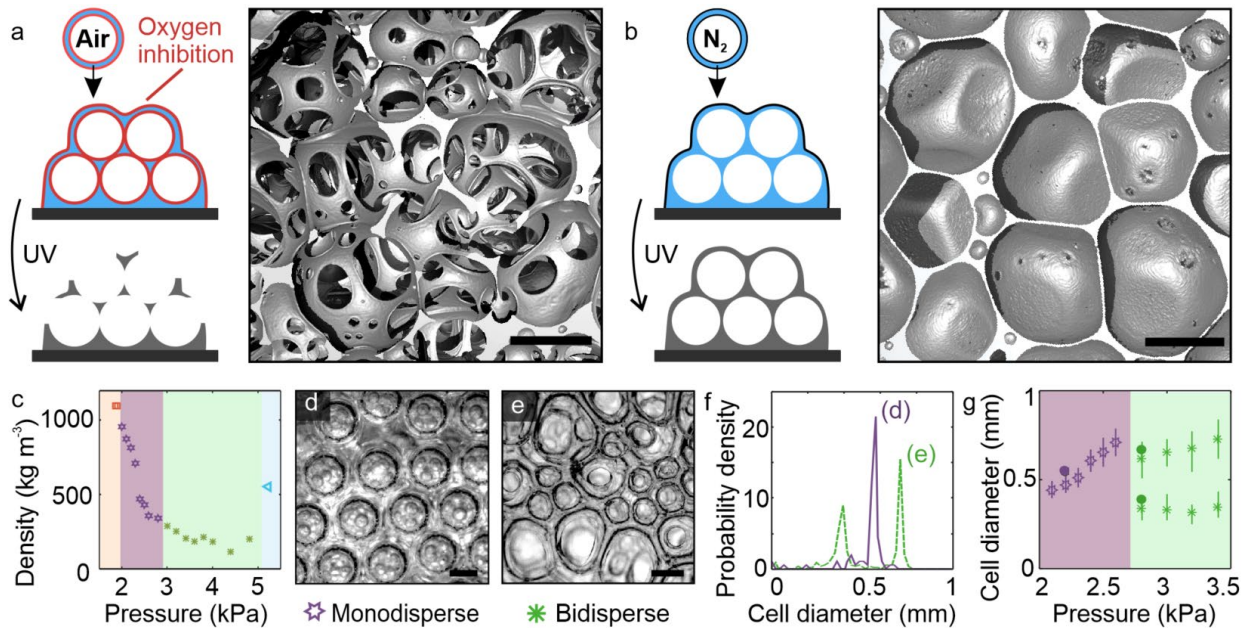 a
Air
Oxygen
inhibition
UV
b
N₂
UV
c
Density (kg m⁻³)
1000
500
0
2 3 4 5
Pressure (kPa)
d
e
f
(d)
(e)
Probability density
20
10
0
0 0.5 1
Cell diameter (mm)
g
Cell diameter (mm)
1
0.5
0
2 2.5 3 3.5
Pressure (kPa)
Monodisperse
Bidisperse